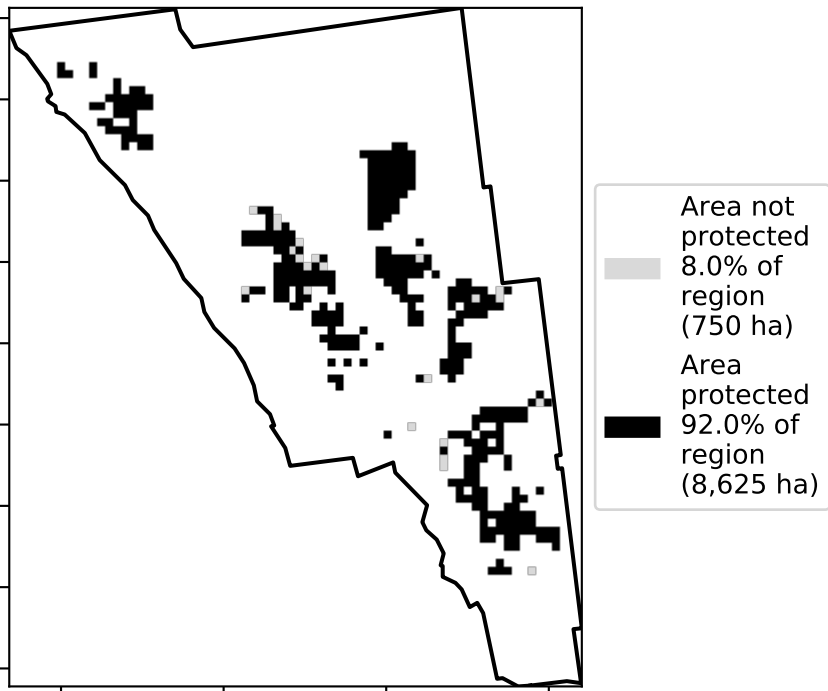 Area not
protected
8.0% of
region
(750 ha)
Area
protected
92.0% of
region
(8,625 ha)